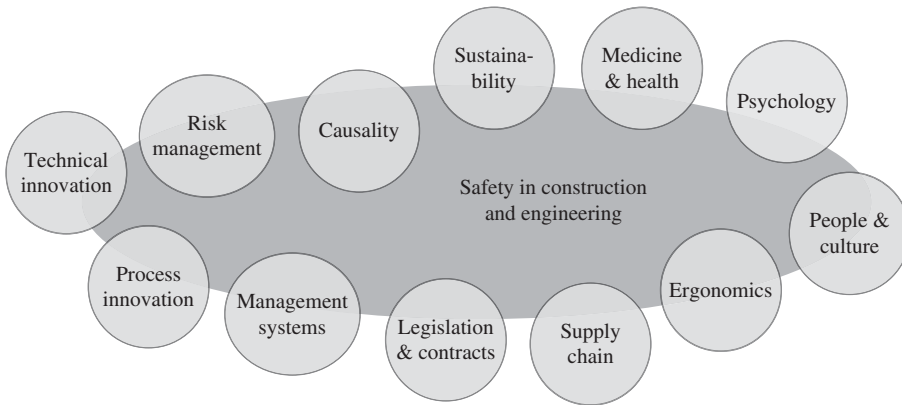 Sustaina-
bility
Medicine
& health
Psychology
Risk
management
Causality
Technical
innovation
Safety in construction
and engineering
People &
culture
Process
innovation
Management
systems
Legislation
& contracts
Supply
chain
Ergonomics